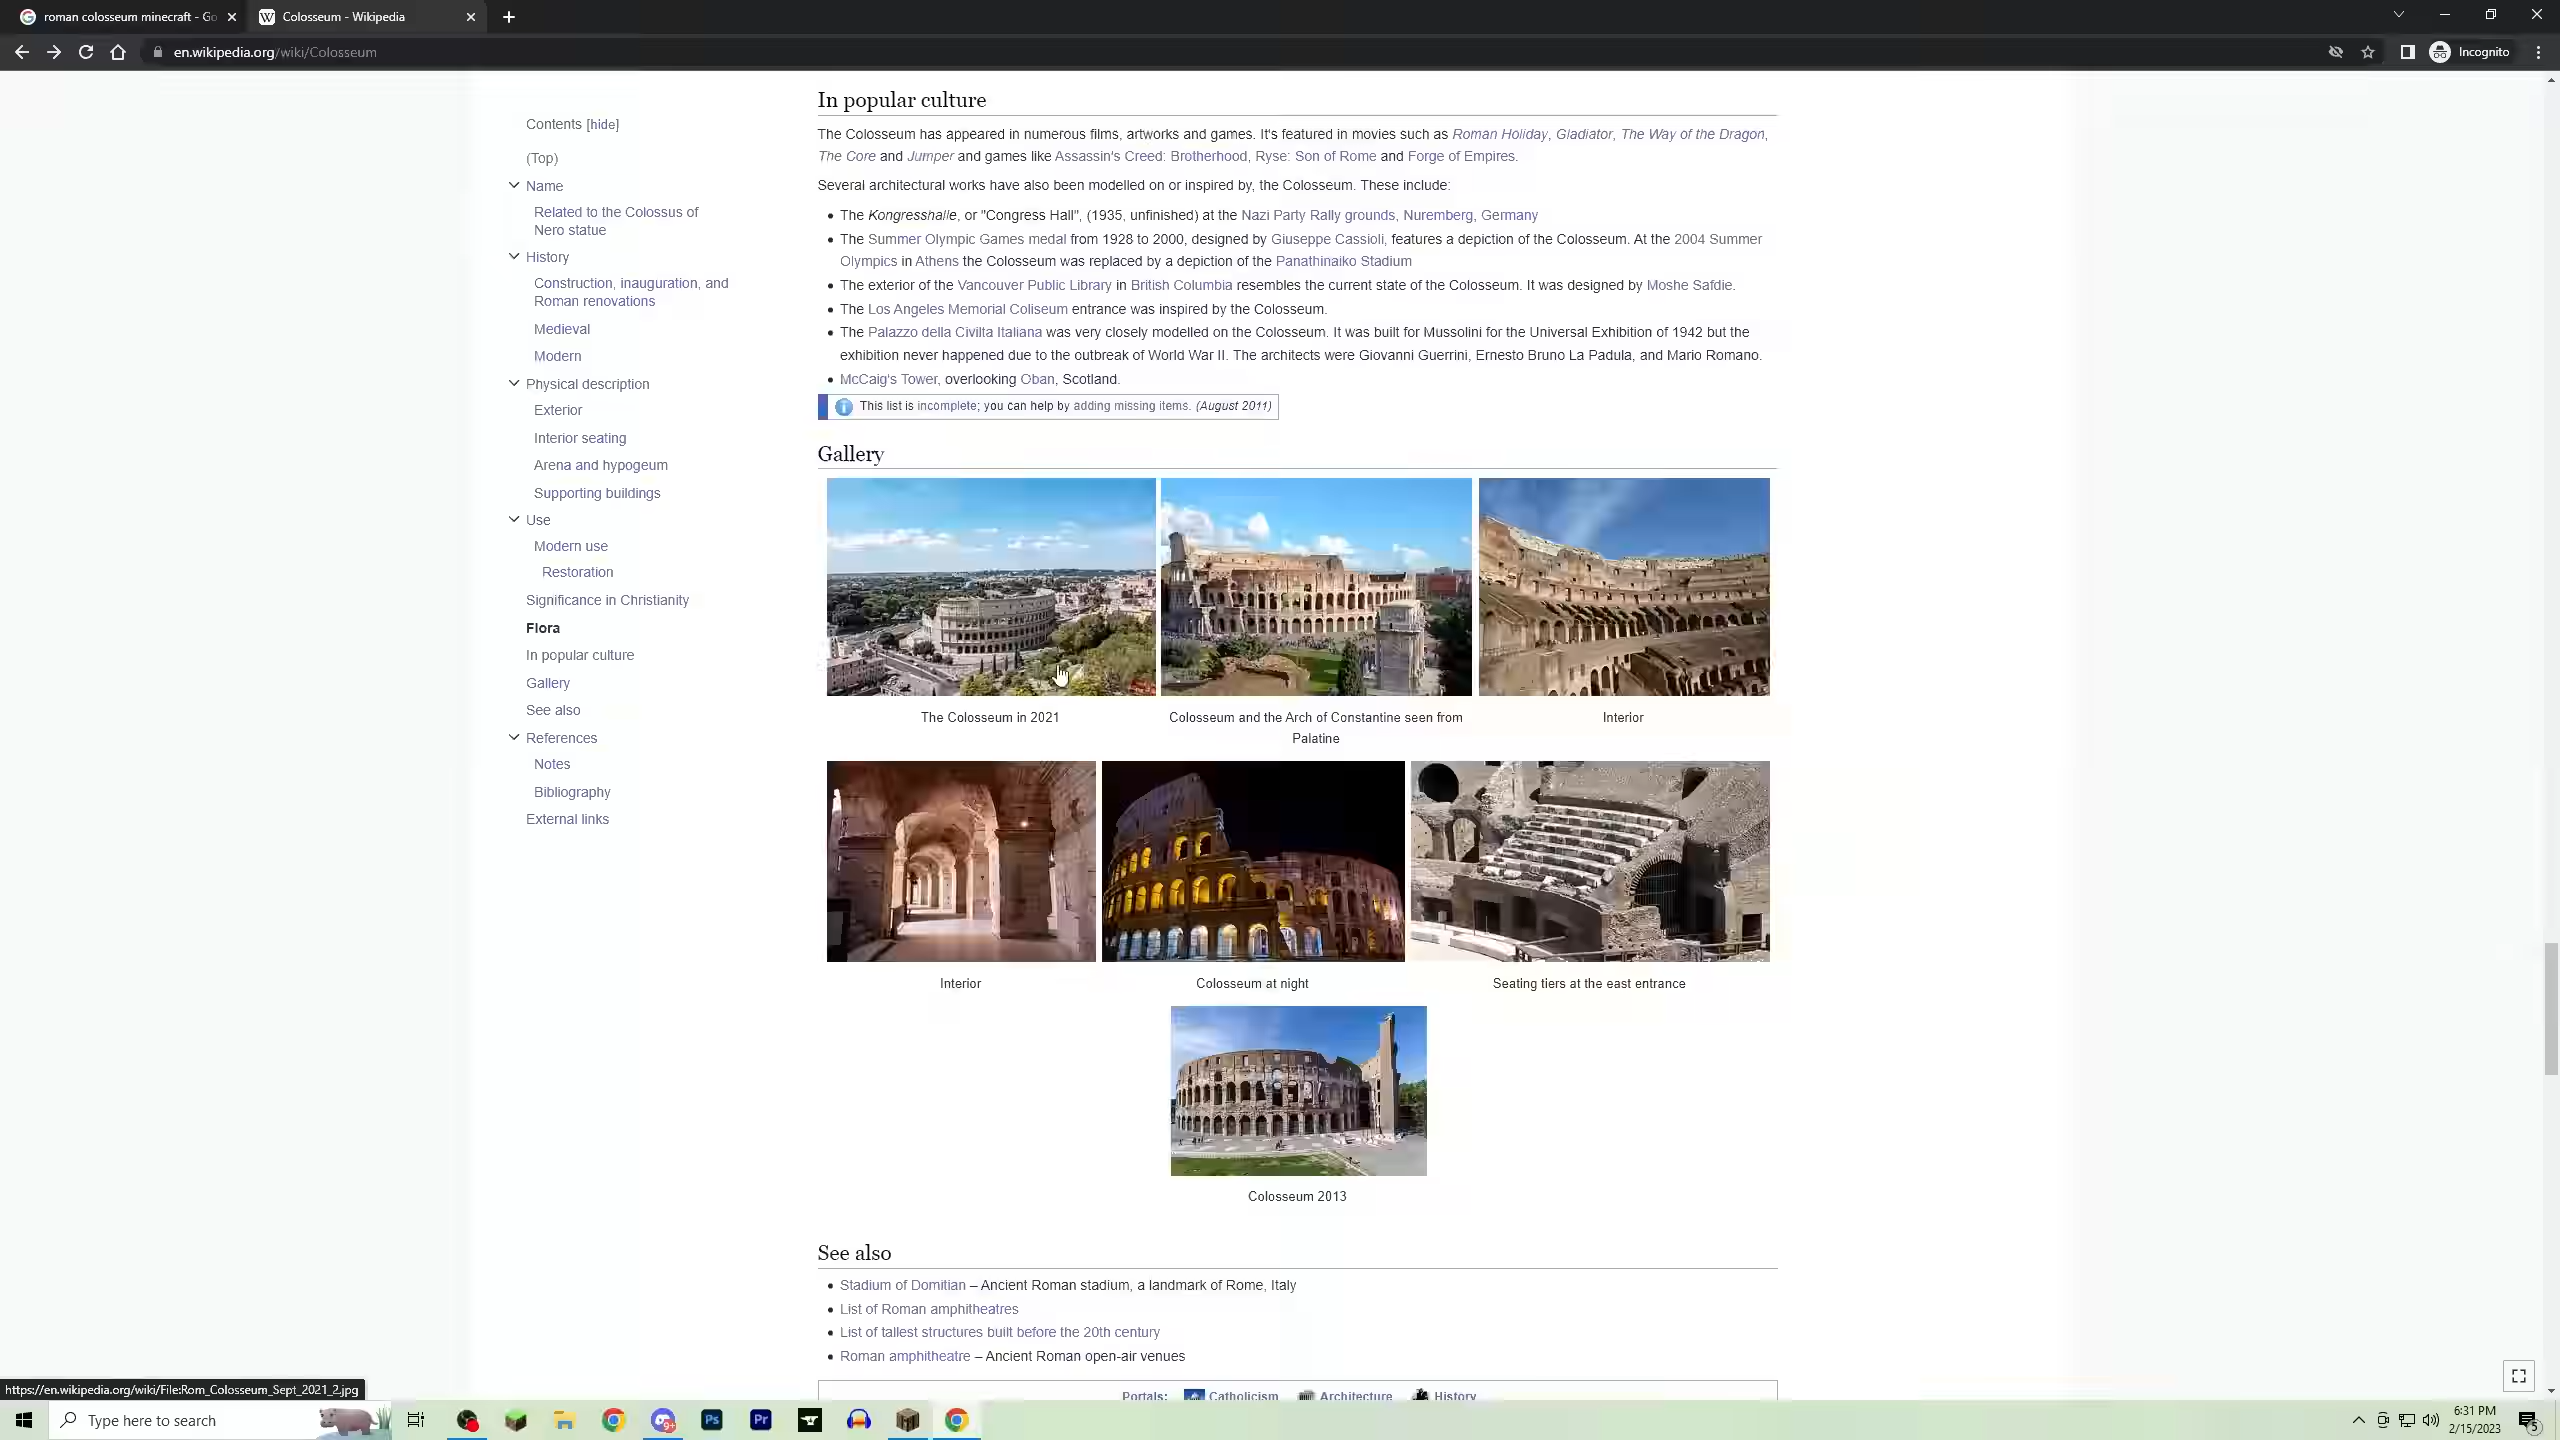 roman colosseum minecraft - Go
Colosseum - Wikipedia
en.wikipedia.org/wiki/Colosseum
Incognito
Contents [hide]
(Top)
Name
Related to the Colossus of
Nero statue
History
Construction, inauguration, and
Roman renovations
Medieval
Modern
Physical description
Exterior
Interior seating
Arena and hypogeum
Supporting buildings
Use
Modern use
Restoration
Significance in Christianity
Flora
In popular culture
Gallery
See also
References
Notes
Bibliography
External links
In popular culture
The Colosseum has appeared in numerous films, artworks and games. It's featured in movies such as Roman Holiday, Gladiator, The Way of the Dragon,
The Core and Jumper and games like Assassin's Creed: Brotherhood, Ryse: Son of Rome and Forge of Empires.
Several architectural works have also been modelled on or inspired by, the Colosseum. These include:
• The Kongresshalle, or "Congress Hall", (1935, unfinished) at the Nazi Party Rally grounds, Nuremberg, Germany
• The Summer Olympic Games medal from 1928 to 2000, designed by Giuseppe Cassioli, features a depiction of the Colosseum. At the 2004 Summer
Olympics in Athens the Colosseum was replaced by a depiction of the Panathinaiko Stadium
• The exterior of the Vancouver Public Library in British Columbia resembles the current state of the Colosseum. It was designed by Moshe Safdie.
• The Los Angeles Memorial Coliseum entrance was inspired by the Colosseum.
• The Palazzo della Civilta Italiana was very closely modelled on the Colosseum. It was built for Mussolini for the Universal Exhibition of 1942 but the
exhibition never happened due to the outbreak of World War II. The architects were Giovanni Guerrini, Ernesto Bruno La Padula, and Mario Romano.
• McCaig's Tower, overlooking Oban, Scotland.
This list is incomplete; you can help by adding missing items. (August 2011)
Gallery
The Colosseum in 2021
Colosseum and the Arch of Constantine seen from
Palatine
Interior
Interior
Colosseum at night
Seating tiers at the east entrance
Colosseum 2013
See also
• Stadium of Domitian – Ancient Roman stadium, a landmark of Rome, Italy
• List of Roman amphitheatres
• List of tallest structures built before the 20th century
• Roman amphitheatre – Ancient Roman open-air venues
Portals: Catholicism Architecture History
https://en.wikipedia.org/wiki/File:Rom_Colosseum_Sept_2021_2.jpg
Type here to search
9+
Ps
Pr
6:31 PM
2/15/2023
5